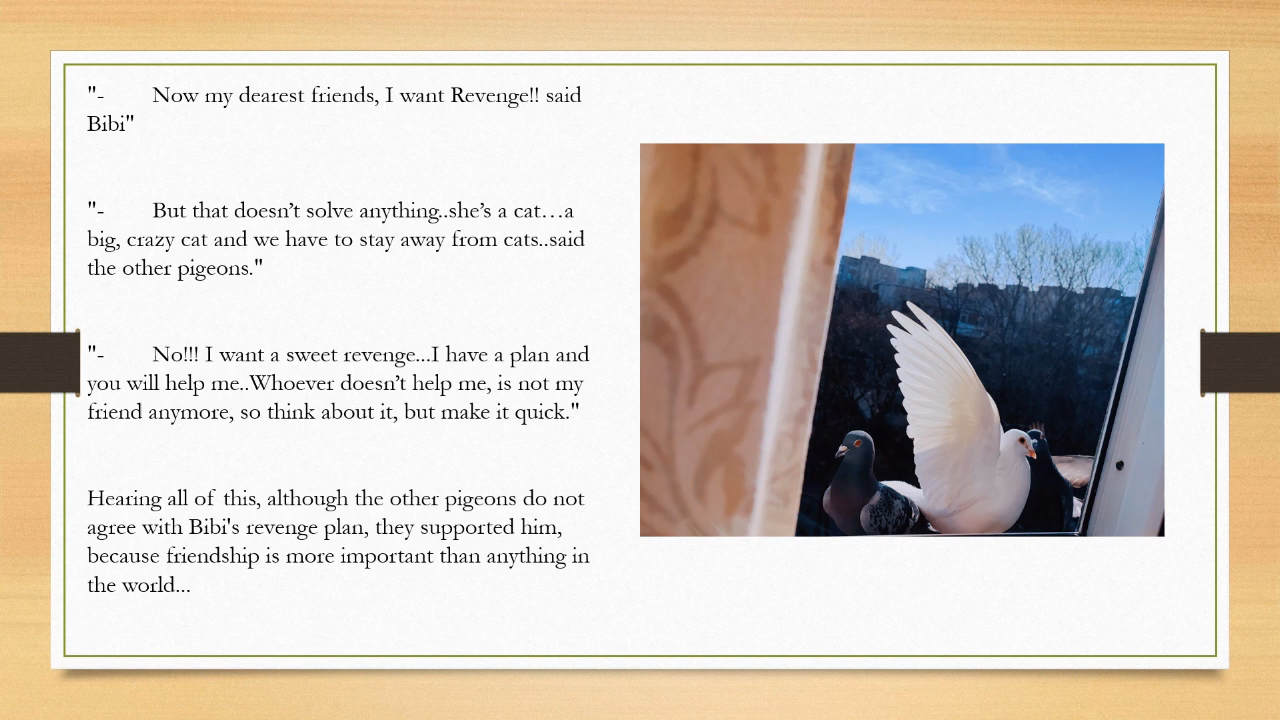 "- Now my dearest friends, I want Revenge!! said
Bibi"
"- But that doesn’t solve anything..she’s a cat…a
big, crazy cat and we have to stay away from cats..said
the other pigeons."
"- No!!! I want a sweet revenge...I have a plan and
you will help me..Whoever doesn’t help me, is not my
friend anymore, so think about it, but make it quick."
Hearing all of this, although the other pigeons do not
agree with Bibi's revenge plan, they supported him,
because friendship is more important than anything in
the world...